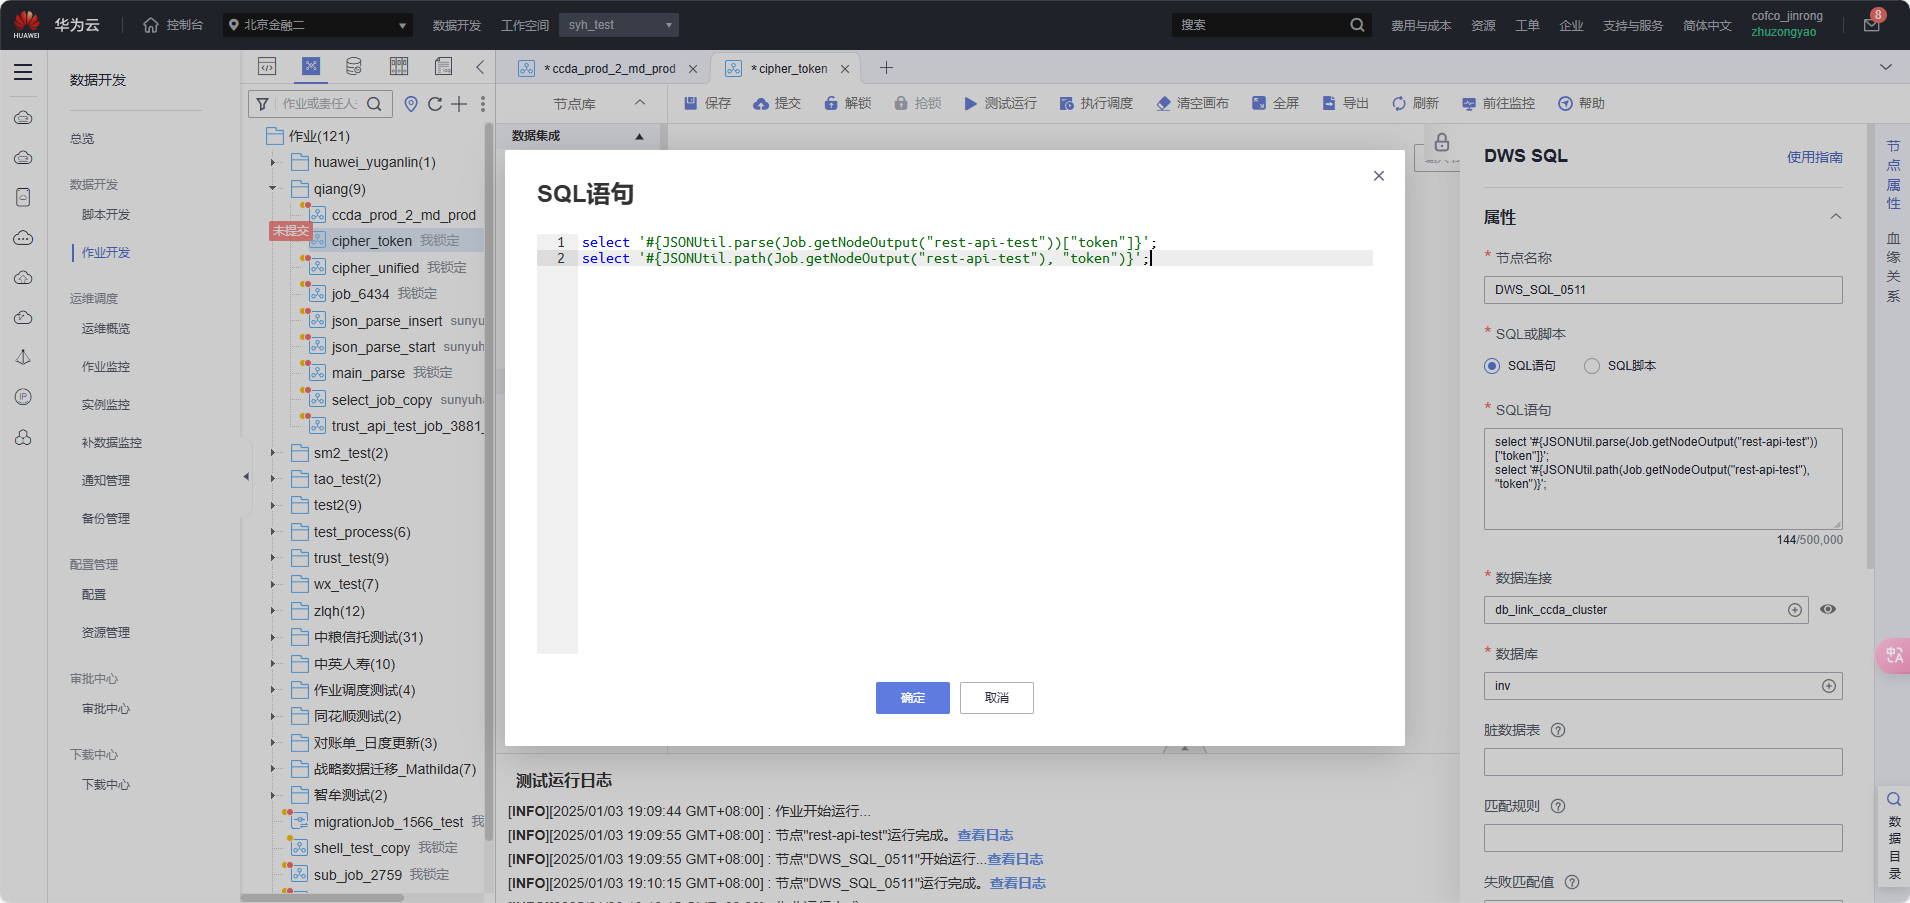 HUAWEI
华为云
控制台
北京金融二
数据开发
工作空间
syh_test
搜索
费用与成本
资源
工单
企业
支持与服务
简体中文
cofco_jinrong
zhuzongyao
8
数据开发
总览
数据开发
脚本开发
作业开发
运维调度
运维概览
作业监控
实例监控
补数据监控
通知管理
备份管理
配置管理
配置
资源管理
审批中心
审批中心
下载中心
下载中心
作业或责任人
作业(121)
huawei_yuganlin(1)
qiang(9)
ccda_prod_2_md_prod
未提交
cipher_token 我锁定
cipher_unified 我锁定
job_6434 我锁定
json_parse_insert sunyu
json_parse_start sunyuh
main_parse 我锁定
select_job_copy sunyuha
trust_api_test_job_3881_
sm2_test(2)
tao_test(2)
test2(9)
test_process(6)
trust_test(9)
wx_test(7)
zlqh(12)
中粮信托测试(31)
中英人寿(10)
作业调度测试(4)
同花顺测试(2)
对账单_日度更新(3)
战略数据迁移_Mathilda(7)
智牟测试(2)
migrationJob_1566_test 我
shell_test_copy 我锁定
sub_job_2759 我锁定
* ccda_prod_2_md_prod
* cipher_token
节点库
保存
提交
解锁
抢锁
测试运行
执行调度
清空画布
全屏
导出
刷新
前往监控
帮助
数据集成
SQL语句
1 select '#{JSONUtil.parse(Job.getNodeOutput("rest-api-test"))["token"]}';
2 select '#{JSONUtil.path(Job.getNodeOutput("rest-api-test"), "token")}';
确定
取消
测试运行日志
[INFO][2025/01/03 19:09:44 GMT+08:00] : 作业开始运行...
[INFO][2025/01/03 19:09:55 GMT+08:00] : 节点"rest-api-test"运行完成。查看日志
[INFO][2025/01/03 19:09:55 GMT+08:00] : 节点"DWS_SQL_0511"开始运行...查看日志
[INFO][2025/01/03 19:10:15 GMT+08:00] : 节点"DWS_SQL_0511"运行完成。查看日志
DWS SQL
使用指南
属性
* 节点名称
DWS_SQL_0511
* SQL或脚本
SQL语句
SQL脚本
* SQL语句
select '#{JSONUtil.parse(Job.getNodeOutput("rest-api-test"))
["token"]}';
select '#{JSONUtil.path(Job.getNodeOutput("rest-api-test"),
"token")}';
144/500,000
* 数据连接
db_link_ccda_cluster
* 数据库
inv
脏数据表
匹配规则
失败匹配值
节点属性
血缘关系
数据目录